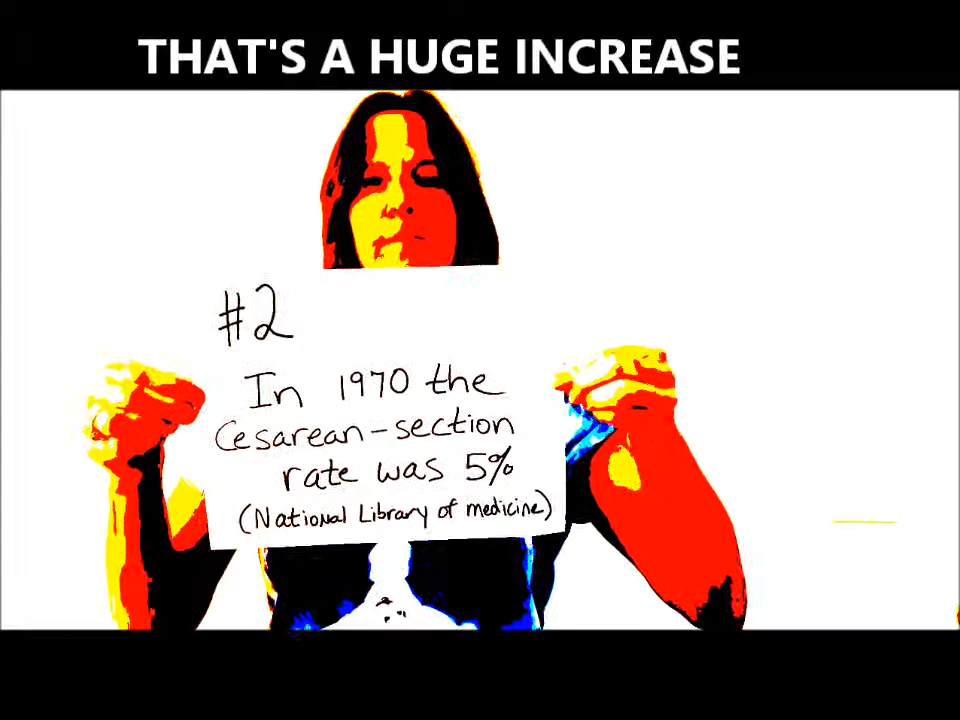 THAT'S A HUGE INCREASE
#2
In 1970 the
Cesarean-section
rate was 5%
(National Library of medicine)